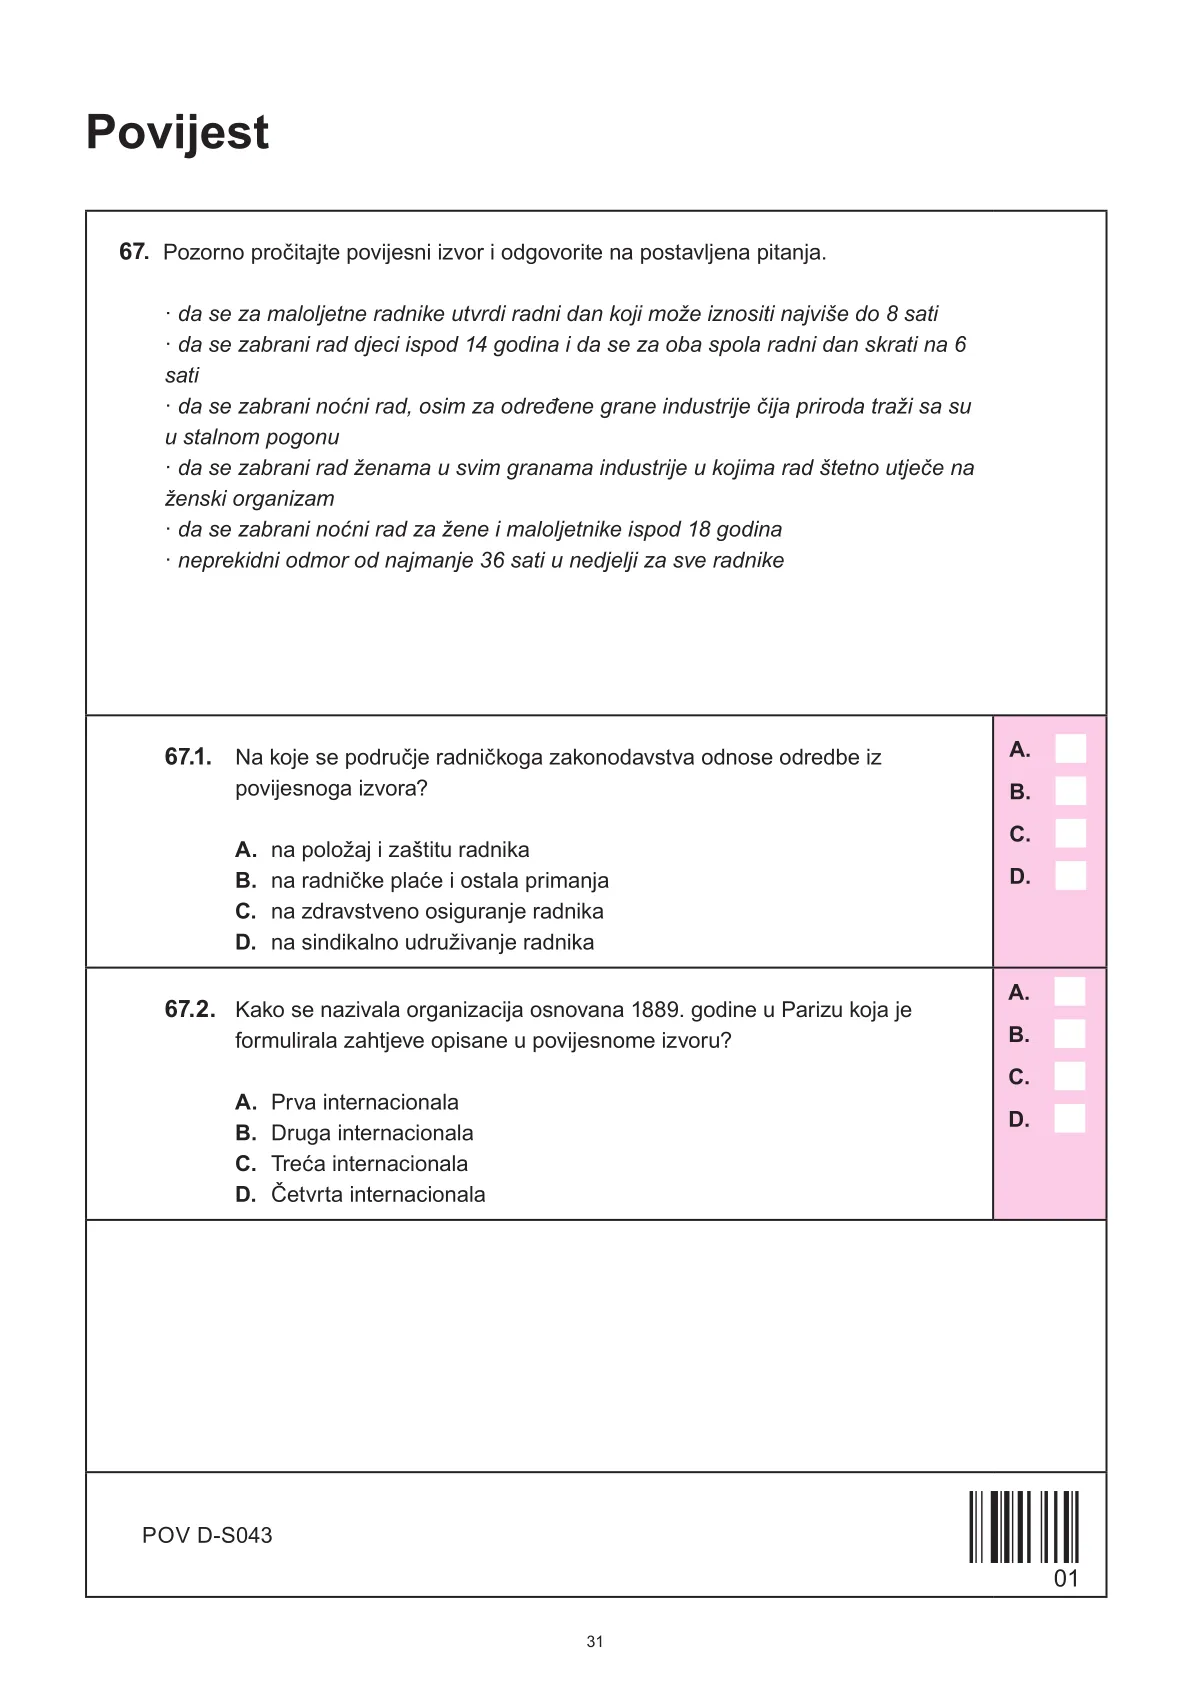 Povijest
67. Pozorno pročitajte povijesni izvor i odgovorite na postavljena pitanja.
· da se za maloljetne radnike utvrdi radni dan koji može iznositi najviše do 8 sati
· da se zabrani rad djeci ispod 14 godina i da se za oba spola radni dan skrati na 6
sati
· da se zabrani noćni rad, osim za određene grane industrije čija priroda traži sa su
u stalnom pogonu
· da se zabrani rad ženama u svim granama industrije u kojima rad štetno utječe na
ženski organizam
· da se zabrani noćni rad za žene i maloljetnike ispod 18 godina
· neprekidni odmor od najmanje 36 sati u nedjelji za sve radnike
67.1. Na koje se područje radničkoga zakonodavstva odnose odredbe iz
povijesnoga izvora?
A. na položaj i zaštitu radnika
B. na radničke plaće i ostala primanja
C. na zdravstveno osiguranje radnika
D. na sindikalno udruživanje radnika
A.
B.
C.
D.
67.2. Kako se nazivala organizacija osnovana 1889. godine u Parizu koja je
formulirala zahtjeve opisane u povijesnome izvoru?
A. Prva internacionala
B. Druga internacionala
C. Treća internacionala
D. Četvrta internacionala
A.
B.
C.
D.
POV D-S043
01
31